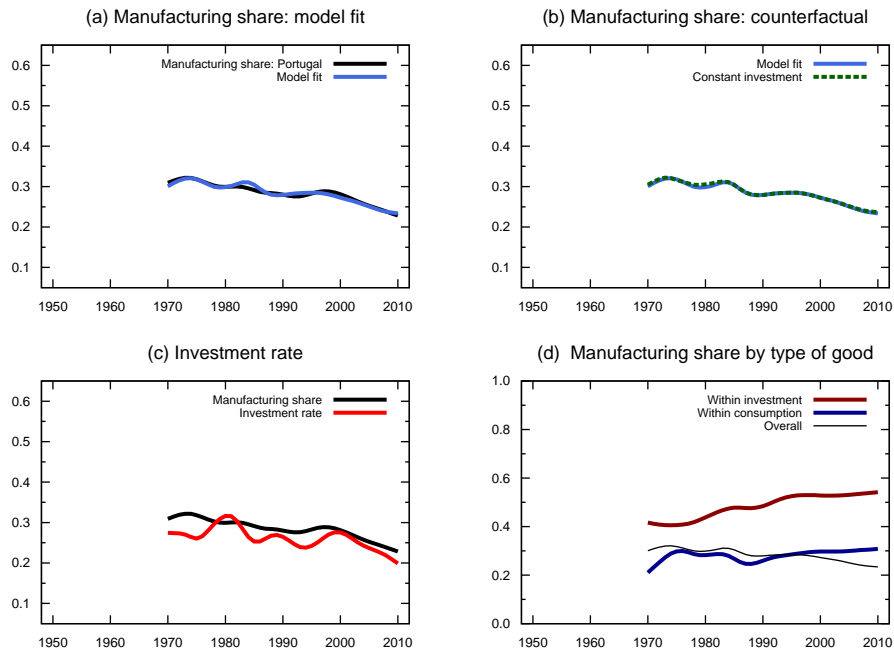 (a) Manufacturing share: model fit
0.6
0.5
0.4
0.3
0.2
0.1
1950 1960 1970 1980 1990 2000 2010
Manufacturing share: Portugal
Model fit
(b) Manufacturing share: counterfactual
0.6
0.5
0.4
0.3
0.2
0.1
1950 1960 1970 1980 1990 2000 2010
Model fit
Constant investment
(c) Investment rate
0.6
0.5
0.4
0.3
0.2
0.1
1950 1960 1970 1980 1990 2000 2010
Manufacturing share
Investment rate
(d) Manufacturing share by type of good
1.0
0.8
0.6
0.4
0.2
0.0
1950 1960 1970 1980 1990 2000 2010
Within investment
Within consumption
Overall